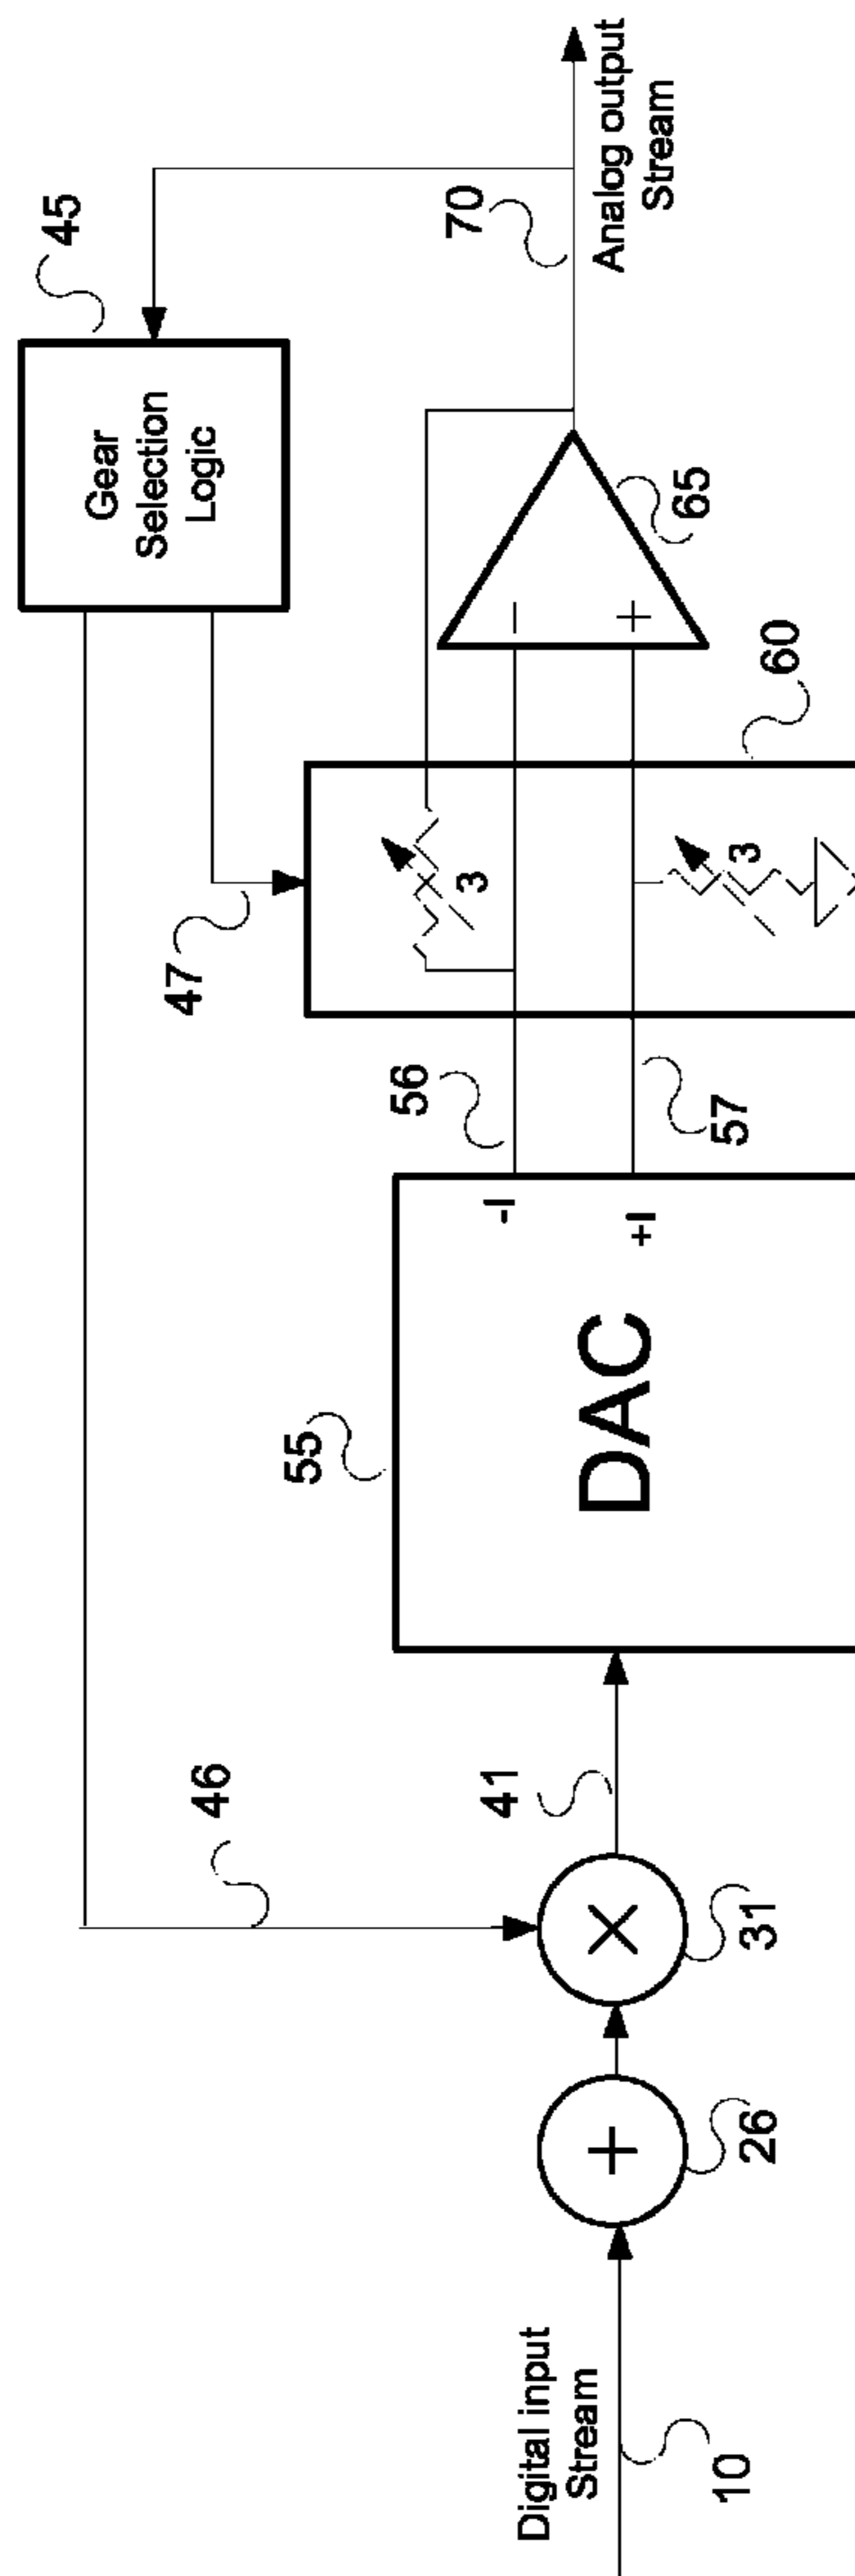 45
Gear
Selection
Logic
70
Analog output
Stream
47
−
+
65
60
3
3
56
57
55
-I
+I
DAC
46
41
×
31
+
26
Digital input
Stream
10